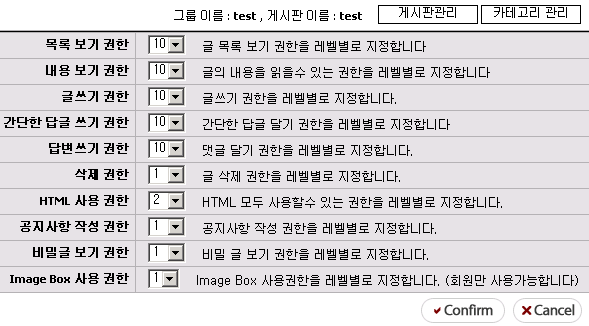 그룹 이름 : test , 게시판 이름 : test 게시판관리 카테고리 관리
목록 보기 권한 10 글 목록 보기 권한을 레벨별로 지정합니다
내용 보기 권한 10 글의 내용을 읽을수 있는 권한을 레벨별로 지정합니다
글쓰기 권한 10 글쓰기 권한을 레벨별로 지정합니다.
간단한 답글 쓰기 권한 10 간단한 답글 달기 권한을 레벨별로 지정합니다
답변쓰기 권한 10 댓글 달기 권한을 레벨별로 지정합니다.
삭제 권한 1 글 삭제 권한을 레벨별로 지정합니다.
HTML 사용 권한 2 HTML 모두 사용할수 있는 권한을 레벨별로 지정합니다.
공지사항 작성 권한 1 공지사항 작성 권한을 레벨별로 지정합니다.
비밀글 보기 권한 1 비밀 글 보기 권한을 레벨별로 지정합니다.
Image Box 사용 권한 1 Image Box 사용권한을 레벨별로 지정합니다. (회원만 사용가능합니다)
Confirm Cancel